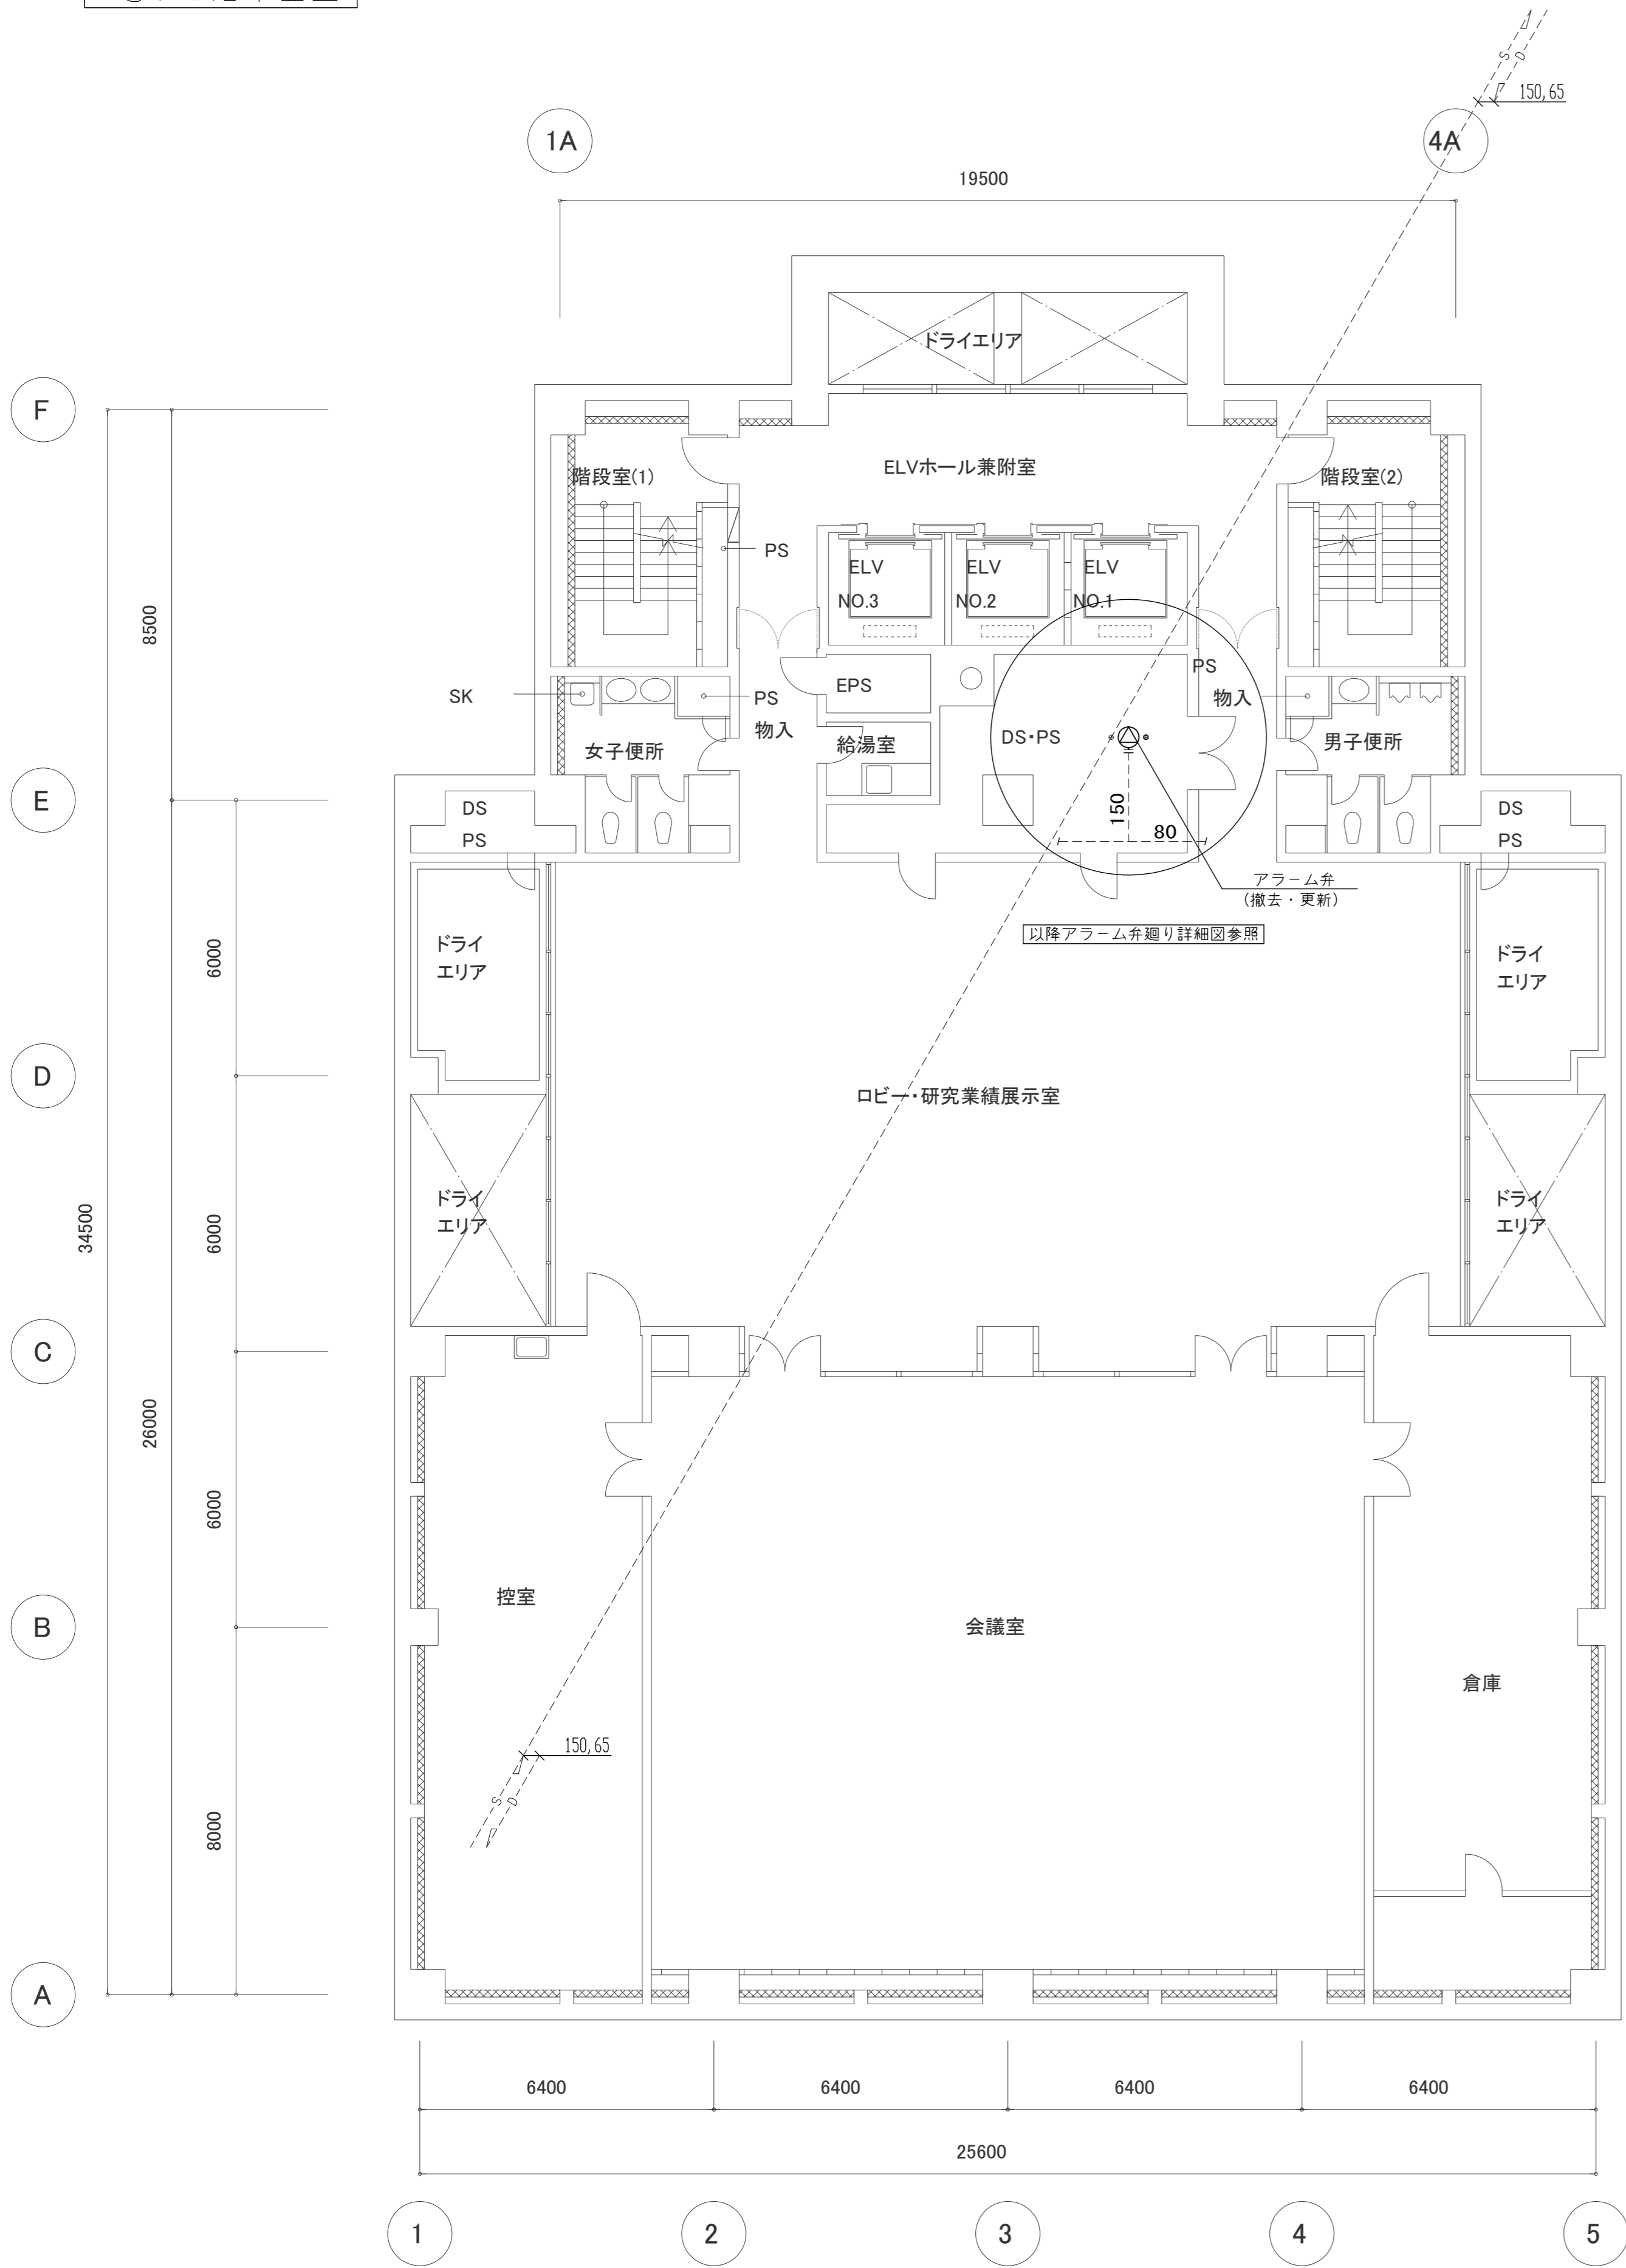 S
D
150,65
1A
4A
19500
ドライエリア
F
階段室(1)
ELVホール兼附室
階段室(2)
PS
ELV
NO.3
ELV
NO.2
ELV
NO.1
8500
SK
PS
物入
EPS
PS
物入
女子便所
給湯室
DS・PS
男子便所
E
DS
PS
150
80
DS
PS
アラーム弁
(撤去・更新)
以降アラーム弁廻り詳細図参照
6000
ドライ
エリア
ドライ
エリア
D
ロビー・研究業績展示室
34500
6000
ドライ
エリア
ドライ
エリア
C
26000
6000
控室
会議室
B
倉庫
150,65
S
D
8000
A
6400
6400
6400
6400
25600
1
2
3
4
5